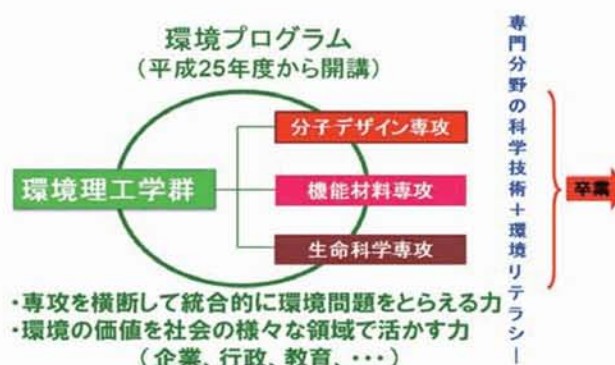 環境プログラム
(平成25年度から開講)
環境理工学群
分子デザイン専攻
機能材料専攻
生命科学専攻
専門分野の科学技術＋環境リテラシー
卒業
・専攻を横断して統合的に環境問題をとらえる力
・環境の価値を社会の様々な領域で活かす力
(企業、行政、教育、・・・)